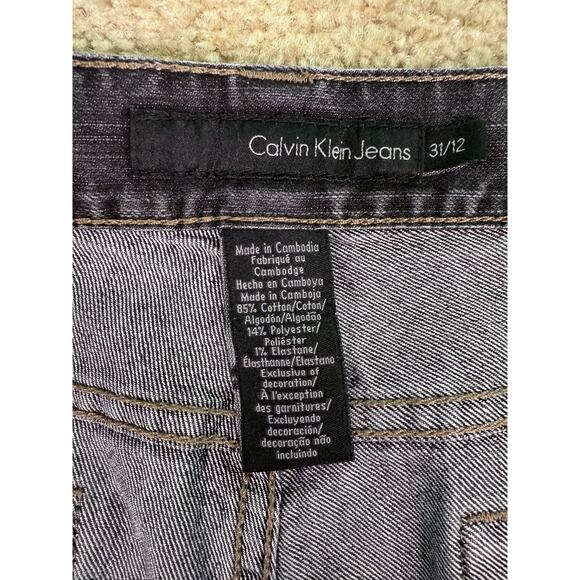 Calvin Klein Jeans 31/12
Made in Cambodia
Fabriqué au
Cambodge
Hecho en Camboya
Made in Camboja
85% Cotton/Coton/
Algodón/Algodão
14% Polyester/
Poliéster
1% Elastane/
Élasthanne/Elastano
Exclusive of
decoration/
À l'exception
des garnitures/
Excluyendo
decoración/
decoração não
incluindo